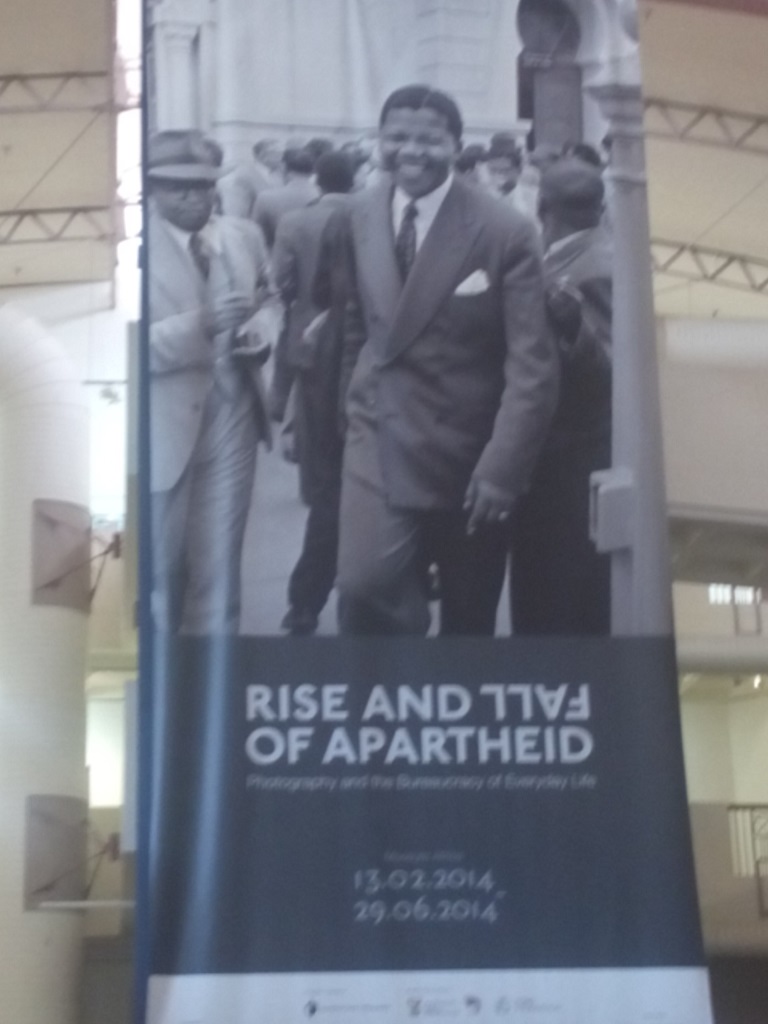 RISE AND FALL
OF APARTHEID
Photography and the Bureaucracy of Everyday Life
13.02.2014 -
29.06.2014